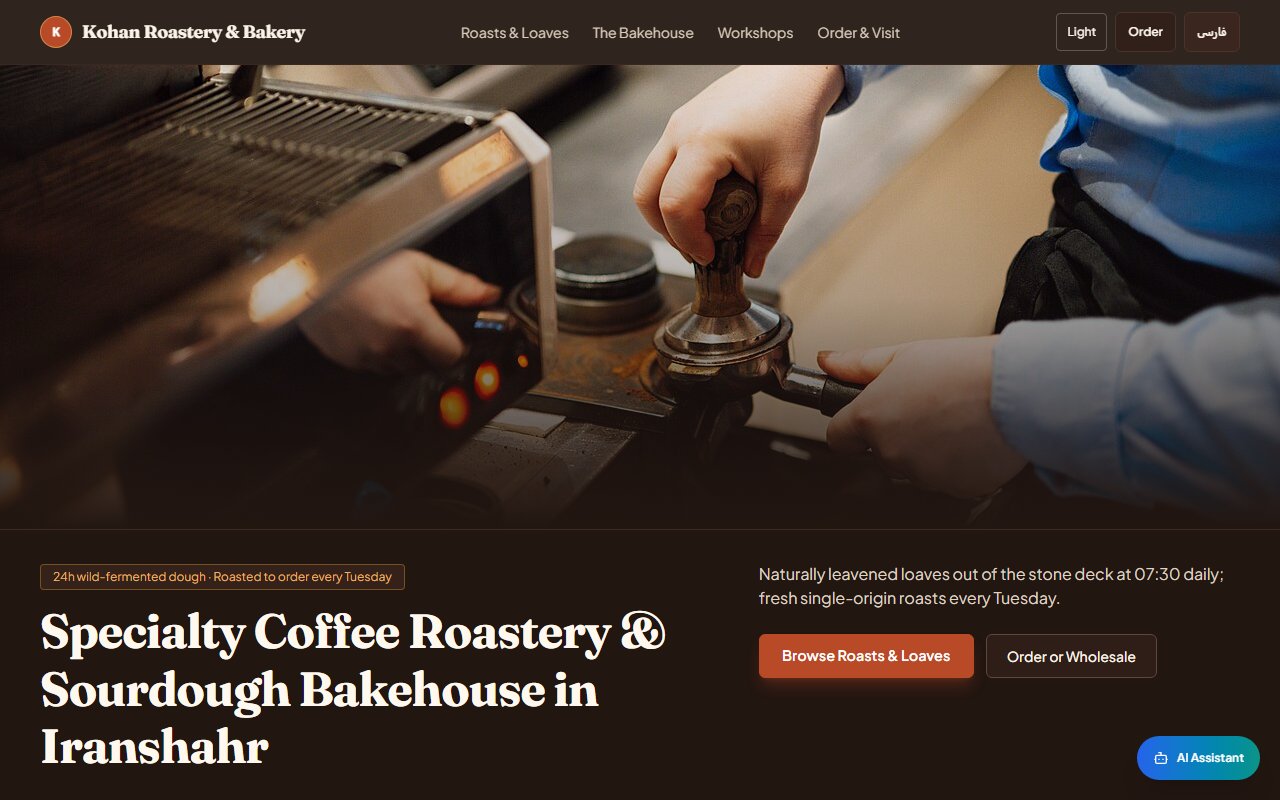 K
Kohan Roastery & Bakery
Roasts & Loaves
The Bakehouse
Workshops
Order & Visit
Light
Order
فارسی
24h wild-fermented dough · Roasted to order every Tuesday
Specialty Coffee Roastery &
Sourdough Bakehouse in
Iranshahr
Naturally leavened loaves out of the stone deck at 07:30 daily;
fresh single-origin roasts every Tuesday.
Browse Roasts & Loaves
Order or Wholesale
AI Assistant